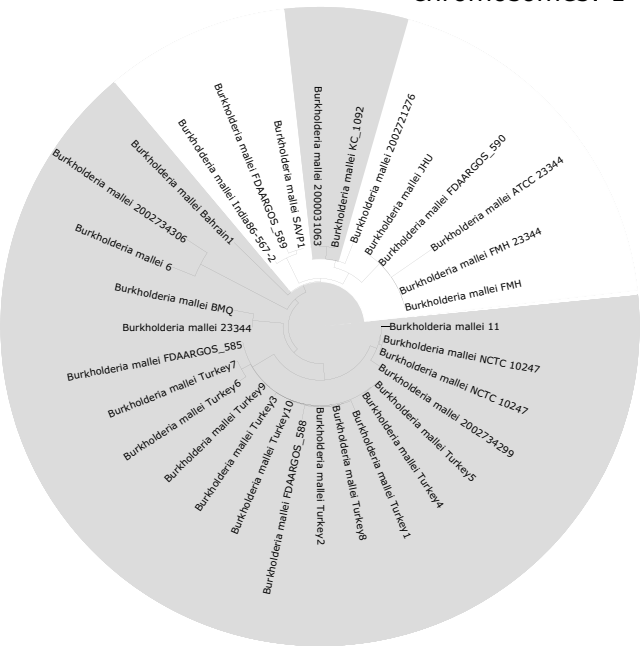 Burkholderia mallei 2000031063
Burkholderia mallei KC_1092
Burkholderia mallei 2002721276
Burkholderia mallei JHU
Burkholderia mallei FDAARGOS_590
Burkholderia mallei ATCC 23344
Burkholderia mallei FMH 23344
Burkholderia mallei FMH
Burkholderia mallei 11
Burkholderia mallei NCTC 10247
Burkholderia mallei NCTC 10247
Burkholderia mallei 2002734299
Burkholderia mallei Turkey5
Burkholderia mallei Turkey4
Burkholderia mallei Turkey1
Burkholderia mallei Turkey8
Burkholderia mallei Turkey2
Burkholderia mallei FDAARGOS_588
Burkholderia mallei Turkey10
Burkholderia mallei Turkey3
Burkholderia mallei Turkey9
Burkholderia mallei Turkey6
Burkholderia mallei Turkey7
Burkholderia mallei FDAARGOS_585
Burkholderia mallei 23344
Burkholderia mallei BMQ
Burkholderia mallei 6
Burkholderia mallei 2002734306
Burkholderia mallei Bahrain1
Burkholderia mallei India86-567-2
Burkholderia mallei FDAARGOS_589
Burkholderia mallei SAVP1